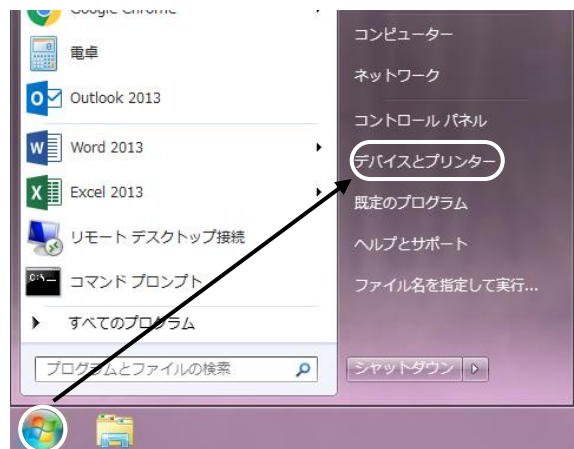 Google Chrome
電卓
Outlook 2013
Word 2013
Excel 2013
リモート デスクトップ接続
コマンド プロンプト
すべてのプログラム
プログラムとファイルの検索
コンピューター
ネットワーク
コントロール パネル
デバイスとプリンター
既定のプログラム
ヘルプとサポート
ファイル名を指定して実行...
シャットダウン